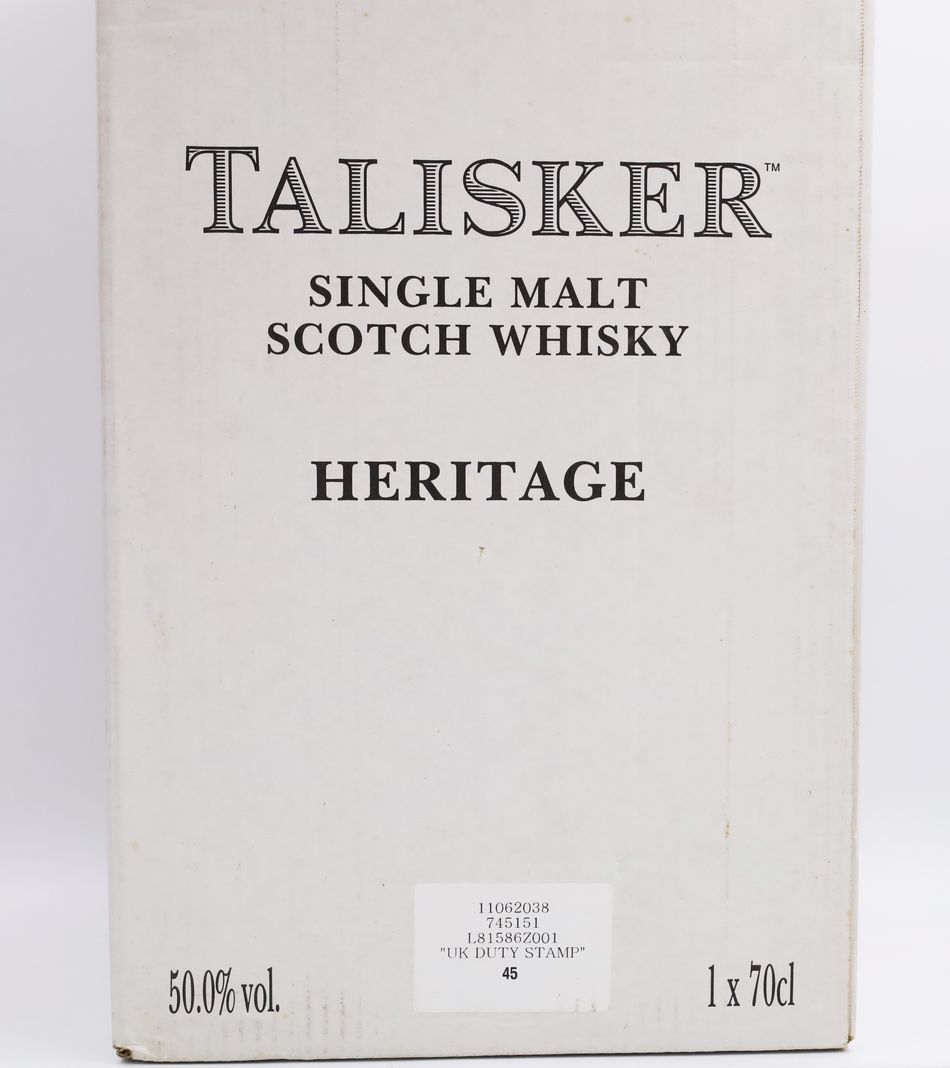 TALISKER™
SINGLE MALT
SCOTCH WHISKY
HERITAGE
11062038
745151
L81586Z001
"UK DUTY STAMP"
45
50.0% vol.
1 x 70cl